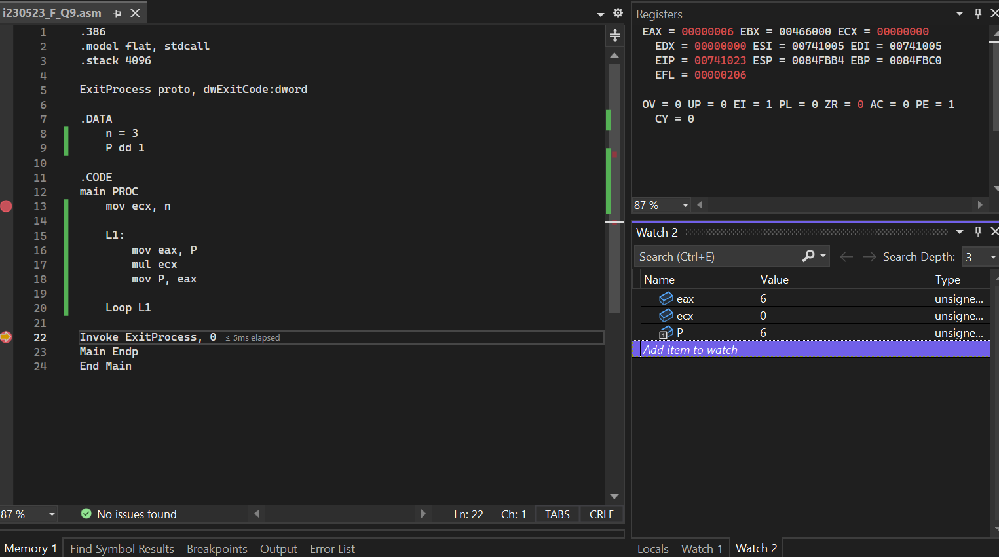 i230523_F_Q9.asm
1 .386
2 .model flat, stdcall
3 .stack 4096
4
5 ExitProcess proto, dwExitCode:dword
6
7 .DATA
8 n = 3
9 P dd 1
10
11 .CODE
12 main PROC
13 mov ecx, n
14
15 L1:
16 mov eax, P
17 mul ecx
18 mov P, eax
19
20 Loop L1
21
22 Invoke ExitProcess, 0 ≤ 5ms elapsed
23 Main Endp
24 End Main
87 % No issues found Ln: 22 Ch: 1 TABS CRLF
Memory 1 Find Symbol Results Breakpoints Output Error List
Registers
EAX = 00000006 EBX = 00466000 ECX = 00000000
EDX = 00000000 ESI = 00741005 EDI = 00741005
EIP = 00741023 ESP = 0084FBB4 EBP = 0084FBC0
EFL = 00000206
OV = 0 UP = 0 EI = 1 PL = 0 ZR = 0 AC = 0 PE = 1
CY = 0
87 %
Watch 2
Search (Ctrl+E) Search Depth: 3
Name Value Type
eax 6 unsigne...
ecx 0 unsigne...
1 P 6 unsigne...
Add item to watch
Locals Watch 1 Watch 2